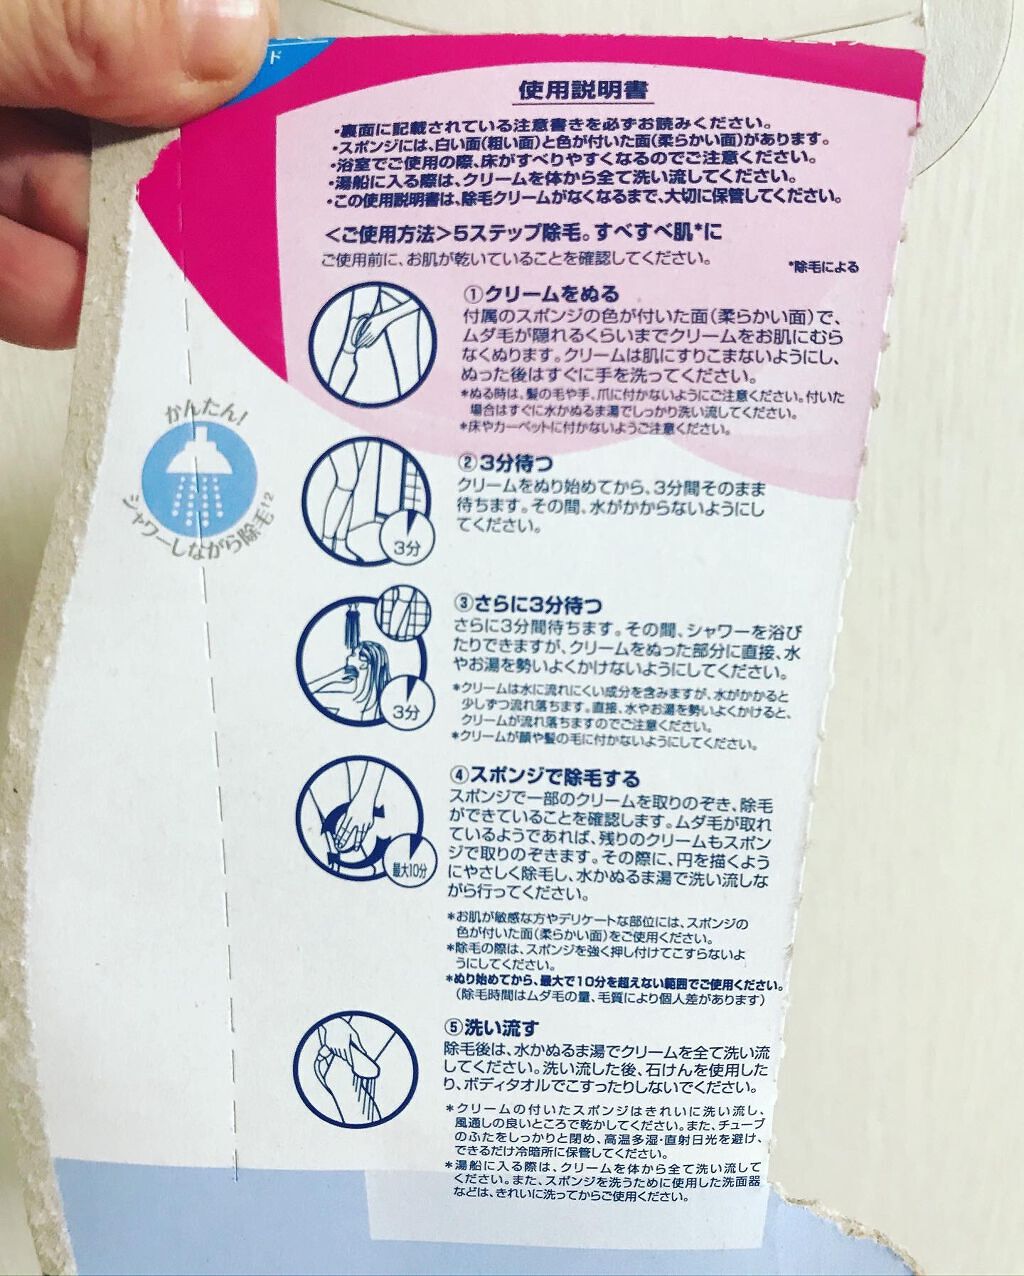 ド
使用説明書
・裏面に記載されている注意書きを必ずお読みください。
・スポンジには、白い面(粗い面)と色が付いた面(柔らかい面)があります。
・浴室でご使用の際、床がすべりやすくなるのでご注意ください。
・湯船に入る際は、クリームを体から全て洗い流してください。
・この使用説明書は、除毛クリームがなくなるまで、大切に保管してください。
＜ご使用方法＞5ステップ除毛。すべすべ肌*に
ご使用前に、お肌が乾いていることを確認してください。
*除毛による
①クリームをぬる
付属のスポンジの色が付いた面(柔らかい面)で、
ムダ毛が隠れるくらいまでクリームをお肌にむら
なくぬります。クリームは肌にすりこまないようにし、
ぬった後はすぐに手を洗ってください。
*ぬる時は、髪の毛や手、爪に付かないようにご注意ください。付いた
場合はすぐに水かぬるま湯でしっかり洗い流してください。
*床やカーペットに付かないようご注意ください。
かんたん!
シャワーしながら除毛
②3分待つ
クリームをぬり始めてから、3分間そのまま
待ちます。その間、水がかからないようにし
てください。
3分
③さらに3分待つ
さらに3分間待ちます。その間、シャワーを浴び
たりできますが、クリームをぬった部分に直接、水
やお湯を勢いよくかけないようにしてください。
*クリームは水に流れにくい成分を含みますが、水がかかると
少しずつ流れ落ちます。直接、水やお湯を勢いよくかけると、
クリームが流れ落ちますのでご注意ください。
*クリームが顔や髪の毛に付かないようにしてください。
3分
④スポンジで除毛する
スポンジで一部のクリームを取りのぞき、除毛
ができていることを確認します。ムダ毛が取れ
ているようであれば、残りのクリームもスポン
ジで取りのぞきます。その際に、円を描くよう
にやさしく除毛し、水かぬるま湯で洗い流しな
がら行ってください。
最大10分
*お肌が敏感な方やデリケートな部位には、スポンジの
色が付いた面(柔らかい面)をご使用ください。
*除毛の際は、スポンジを強く押し付けてこすらないよ
うにしてください。
*ぬり始めてから、最大で10分を超えない範囲でご使用ください。
(除毛時間はムダ毛の量、毛質により個人差があります)
⑤洗い流す
除毛後は、水かぬるま湯でクリームを全て洗い流
してください。洗い流した後、石けんを使用した
り、ボディタオルでこすったりしないでください。
*クリームの付いたスポンジはきれいに洗い流し、
風通しの良いところで乾かしてください。また、チューブ
のふたをしっかりと閉め、高温多湿・直射日光を避け、
できるだけ冷暗所に保管してください。
*湯船に入る際は、クリームを体から全て洗い流して
ください。また、スポンジを洗うために使用した洗面器
などは、きれいに洗ってからご使用ください。